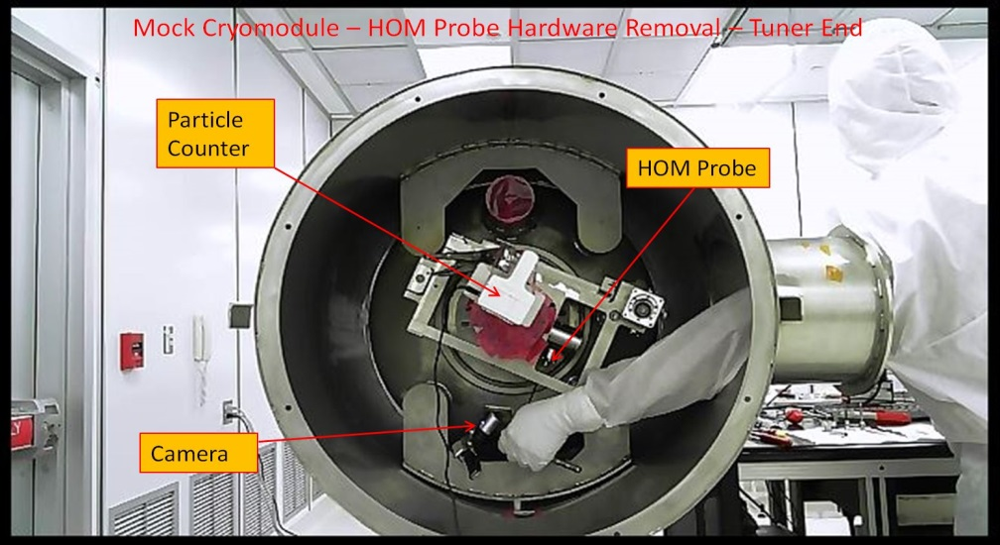 Mock Cryomodule – HOM Probe Hardware Removal – Tuner End
Particle
Counter
HOM Probe
Camera